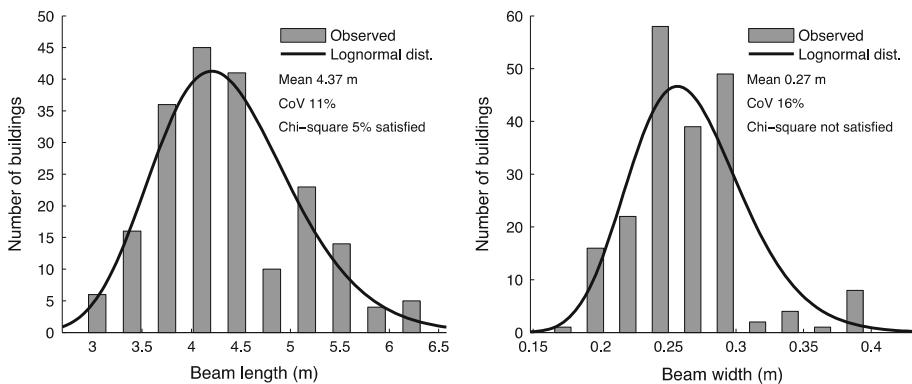 50
45
40
35
30
25
20
15
10
5
0
Number of buildings
Observed
Lognormal dist.
Mean 4.37 m
CoV 11%
Chi−square 5% satisfied
3 3.5 4 4.5 5 5.5 6 6.5
Beam length (m)
60
50
40
30
20
10
0
Number of buildings
Observed
Lognormal dist.
Mean 0.27 m
CoV 16%
Chi−square not satisfied
0.15 0.2 0.25 0.3 0.35 0.4
Beam width (m)